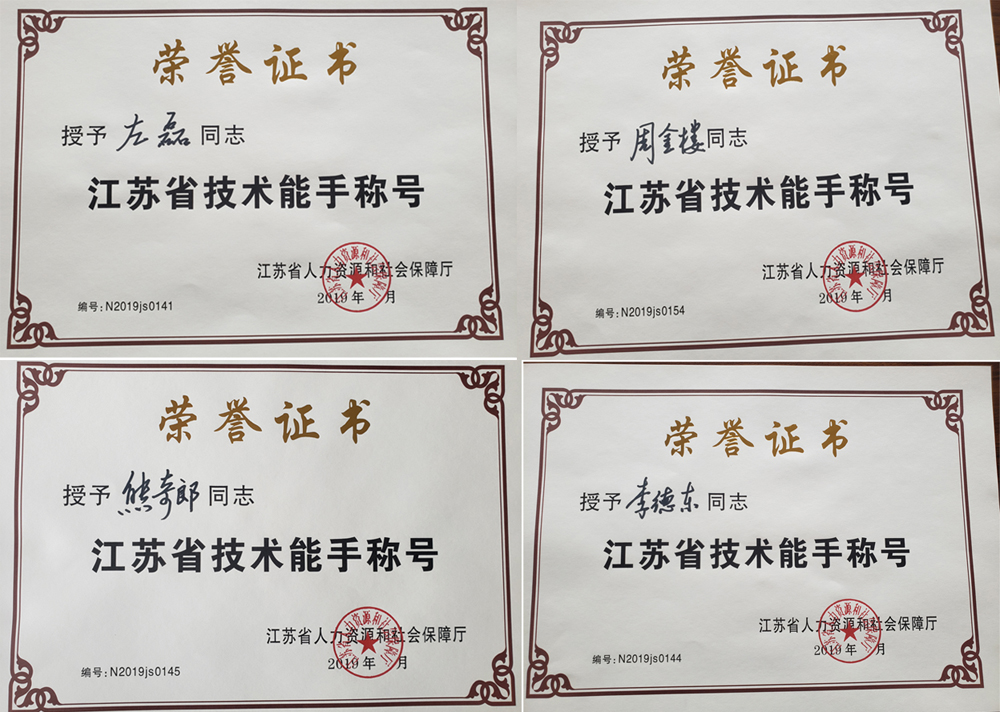 荣誉证书
授予 左磊 同志
江苏省技术能手称号
江苏省人力资源和社会保障厅
2019年 月
编号：N2019js0141
荣誉证书
授予 周金楼 同志
江苏省技术能手称号
江苏省人力资源和社会保障厅
2019年 月
编号：N2019js0154
荣誉证书
授予 熊奇郎 同志
江苏省技术能手称号
江苏省人力资源和社会保障厅
2019年 月
编号：N2019js0145
荣誉证书
授予 李德东 同志
江苏省技术能手称号
江苏省人力资源和社会保障厅
2019年 月
编号：N2019js0144